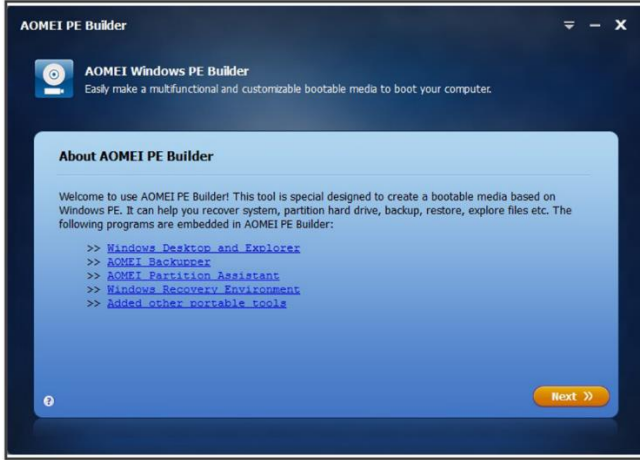 AOMEI PE Builder
AOMEI Windows PE Builder
Easily make a multifunctional and customizable bootable media to boot your computer.
About AOMEI PE Builder
Welcome to use AOMEI PE Builder! This tool is special designed to create a bootable media based on
Windows PE. It can help you recover system, partition hard drive, backup, restore, explore files etc. The
following programs are embedded in AOMEI PE Builder:
>> Windows Desktop and Explorer
>> AOMEI Backupper
>> AOMEI Partition Assistant
>> Windows Recovery Environment
>> Added other portable tools
?
Next »